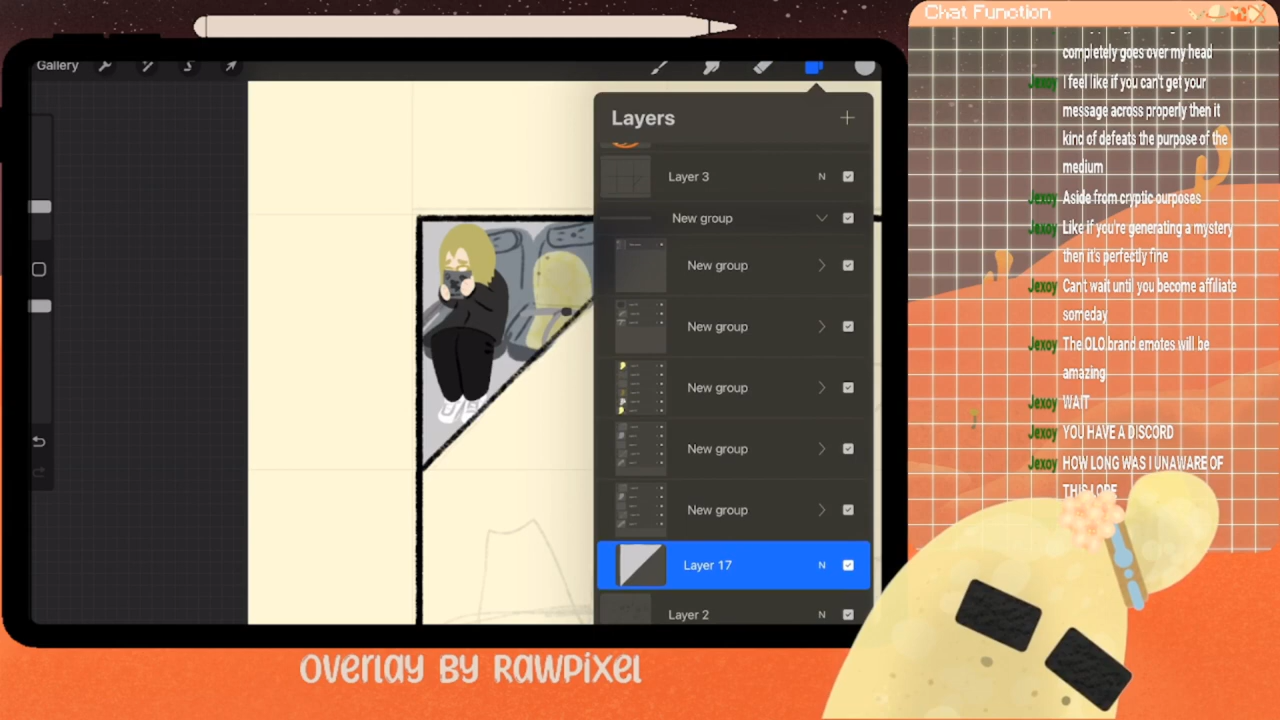 Chat Function
Gallery
Layers
Layer 3 N
New group
New group
New group
New group
New group
New group
Layer 17 N
Layer 2 N
completely goes over my head
Jexoy I feel like if you can't get your
message across properly then it
kind of defeats the purpose of the
medium
Jexoy Aside from cryptic ourposes
Jexoy Like if you're generating a mystery
then it's perfectly fine
Jexoy Can't wait until you become affiliate
someday
Jexoy The OLO brand emotes will be
amazing
Jexoy WAIT
Jexoy YOU HAVE A DISCORD
Jexoy HOW LONG WAS I UNAWARE OF
THIS LORE
OVERLAY BY RAWPIXEL